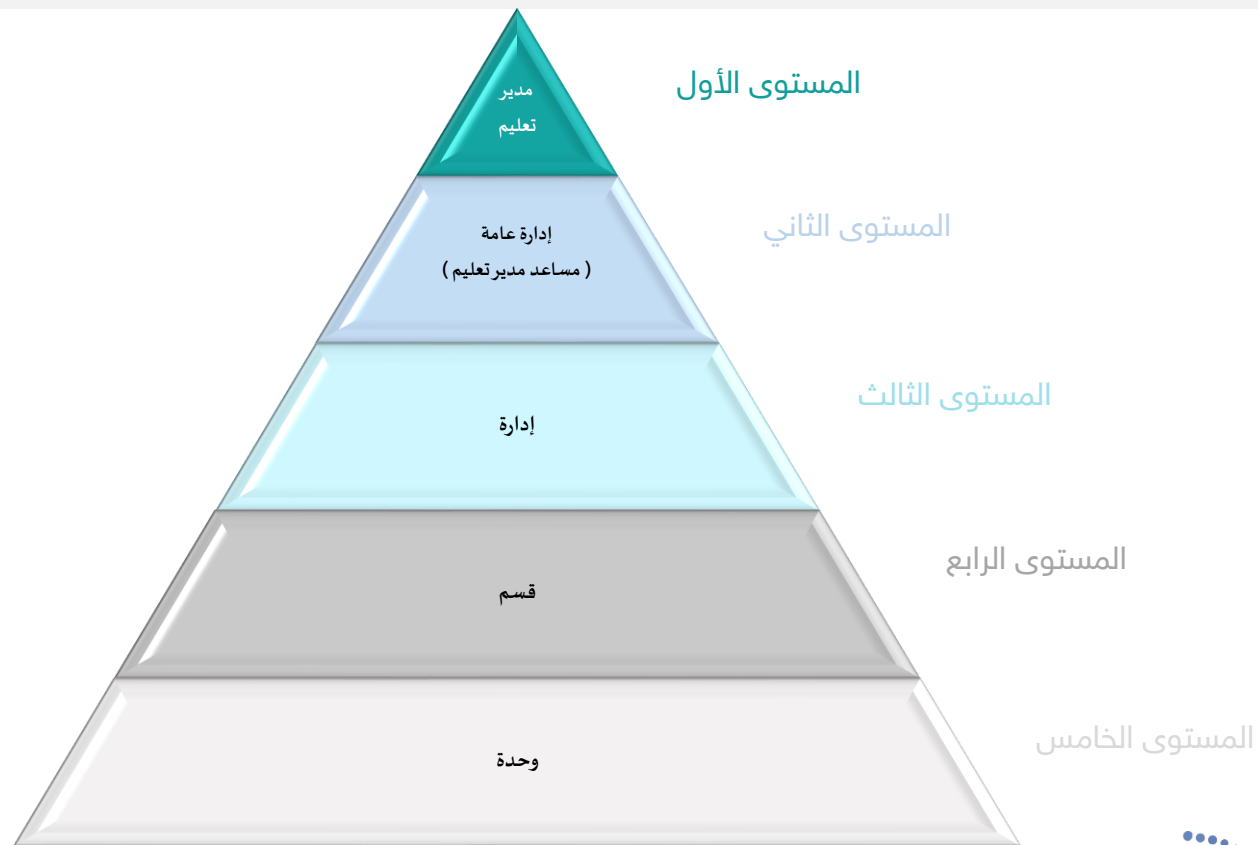 المستوى الأول
مدير
تعليم
المستوى الثاني
إدارة عامة
( مساعد مدير تعليم )
المستوى الثالث
إدارة
المستوى الرابع
قسم
المستوى الخامس
وحدة